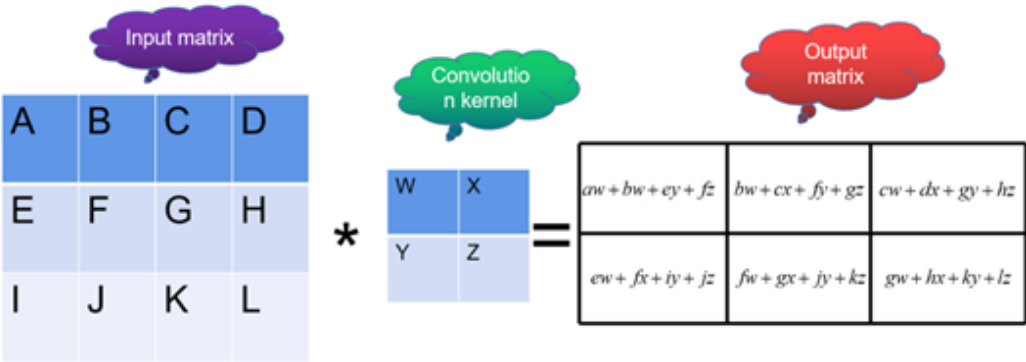 Input matrix
Convolutio
n kernel
Output
matrix
A B C D
E F G H
I J K L
*
W X
Y Z
=
aw + bw + ey + fz bw + cx + fy + gz cw + dx + gy + hz
ew + fx + iy + jz fw + gx + jy + kz gw + hx + ky + lz